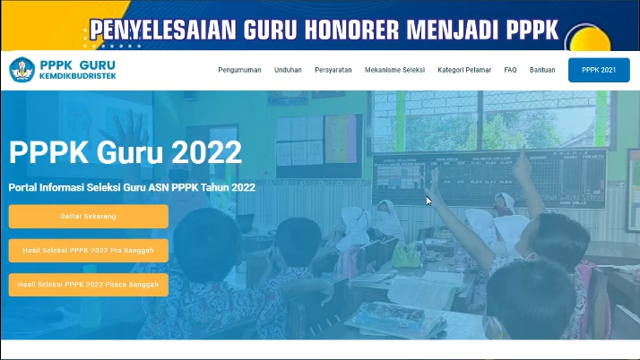 PENYELESAIAN GURU HONORER MENJADI PPPK
PPPK GURU
KEMDIKBUDRISTEK
Pengumuman Unduhan Persyaratan Mekanisme Seleksi Kategori Pelamar FAQ Bantuan PPPK 2021
PPPK Guru 2022
Portal Informasi Seleksi Guru ASN PPPK Tahun 2022
Daftar Sekarang
Hasil Seleksi PPPK 2022 Pra Sanggah
Hasil Seleksi PPPK 2022 Pasca Sanggah